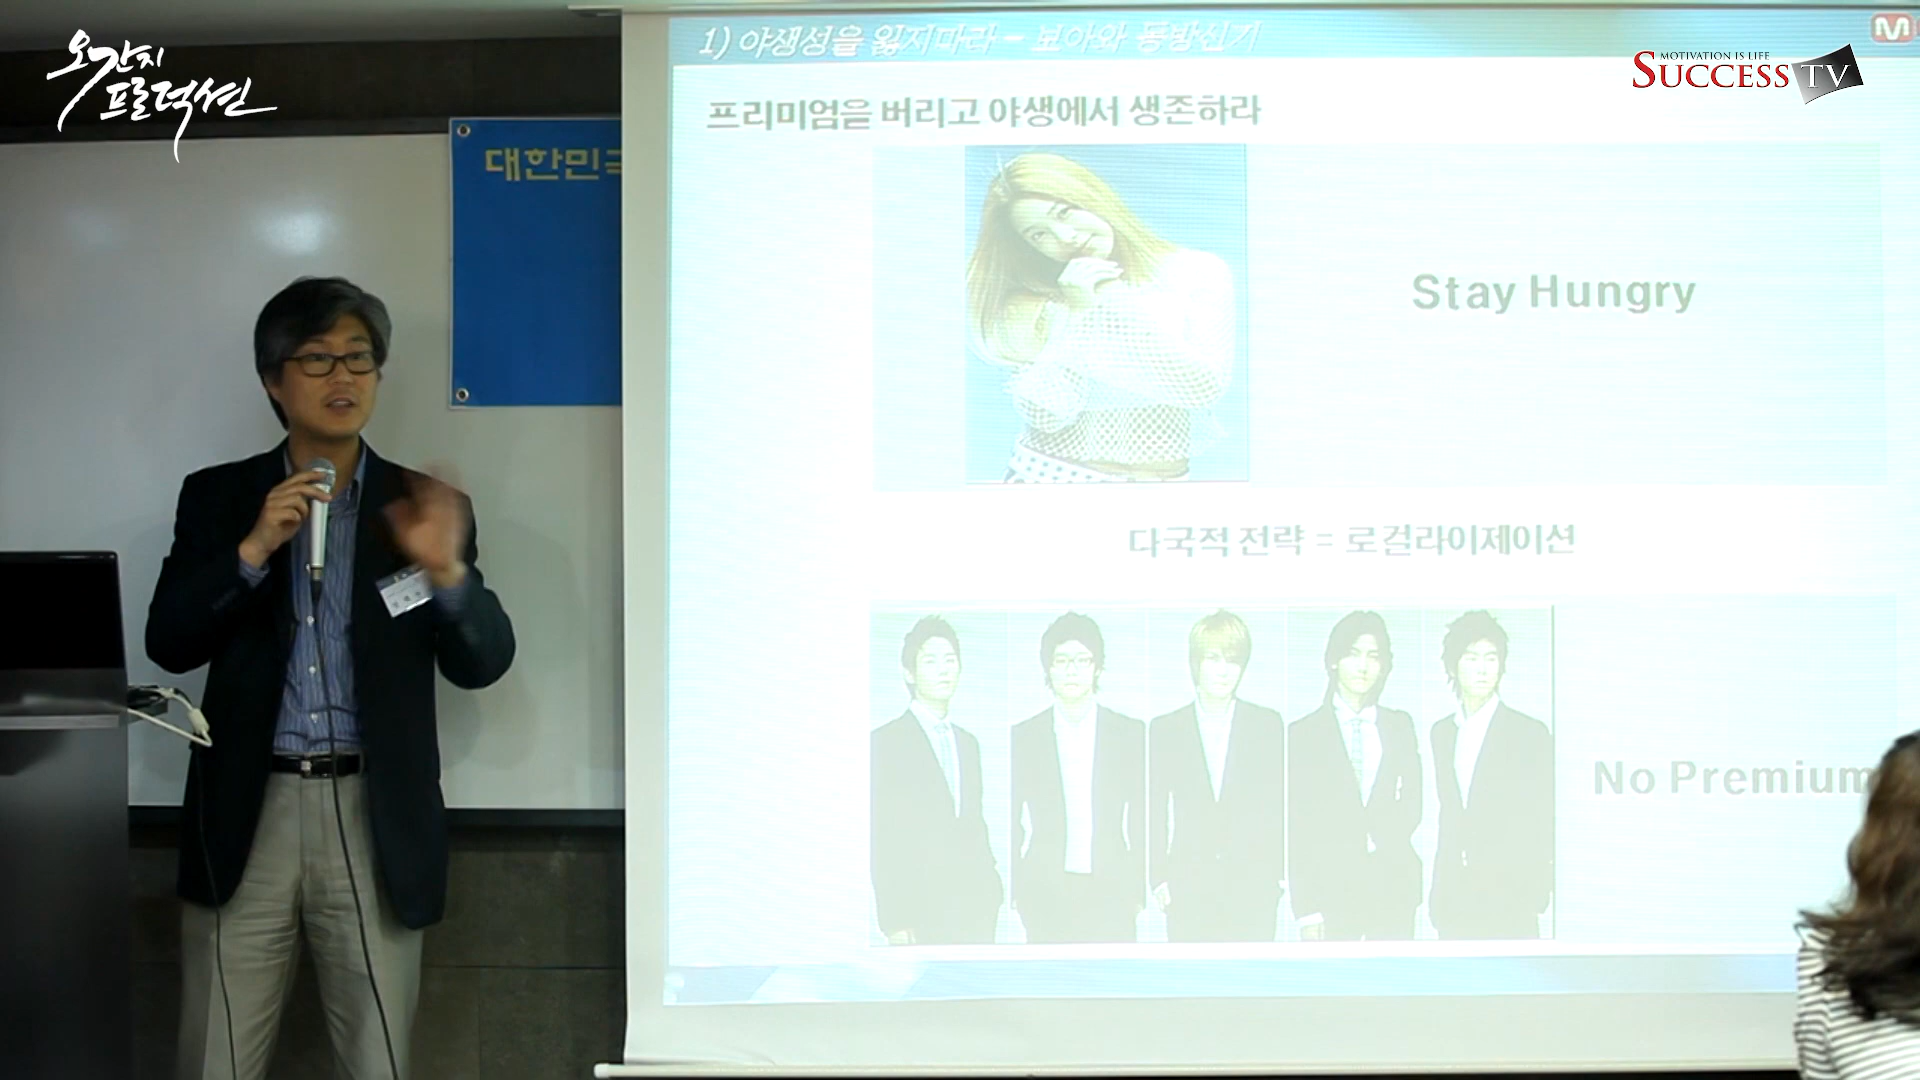 오간지
프로덕션
MOTIVATION IS LIFE
SUCCESS TV
M
대한민국
1) 야생성을 잃지마라 - 보아와 동방신기
프리미엄을 버리고 야생에서 생존하라
Stay Hungry
다국적 전략 = 로컬라이제이션
No Premium